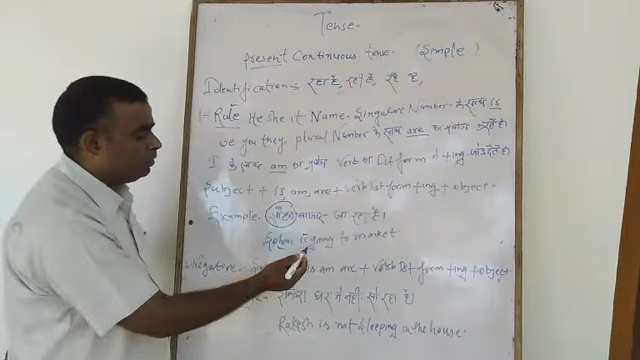 Tense
Present Continuous tense. (Simple)
Identification: रहा है, रही है, रहे है,
1- Rule He she it Name. Singular Number के साथ is
we you they Plural Number के साथ are का प्रयोग करते है।
I के साथ am का प्रयोग verb की Ist form में +ing जोड़ देते है।
Subject + is am, are + verb Ist form +ing + object.
Example. सोहन बाजार जा रहा है।
Sohan is going to market.
Negative. is am are + verb Ist form +ing object
घर में नही सो रहा है।
Rakesh is not sleeping in the house.